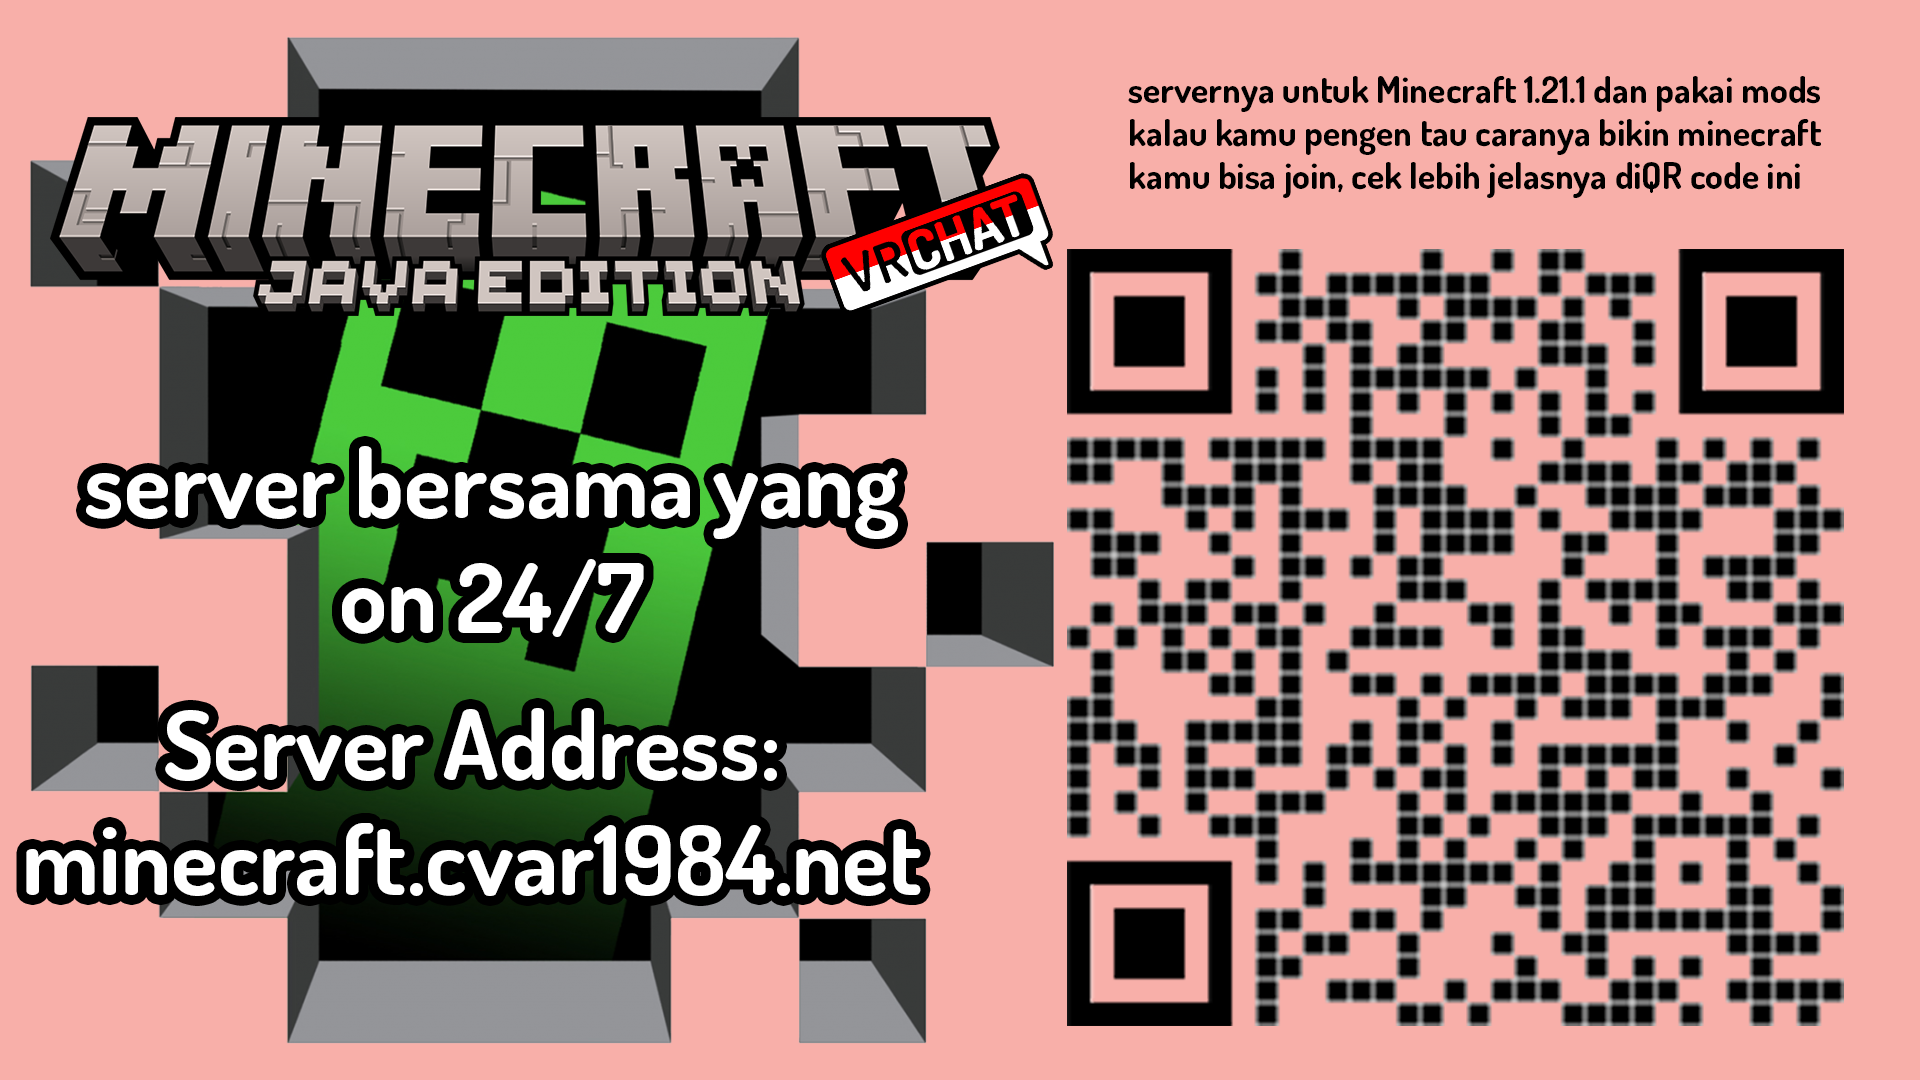 MINECRAFT
JAVA EDITION
VRCHAT
server bersama yang
on 24/7
Server Address:
minecraft.cvar1984.net
servernya untuk Minecraft 1.21.1 dan pakai mods
kalau kamu pengen tau caranya bikin minecraft
kamu bisa join, cek lebih jelasnya diQR code ini